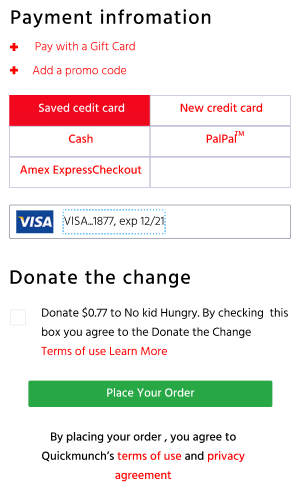 Payment infromation
+ Pay with a Gift Card
+ Add a promo code
Saved cedit card
New credit card
Cash
PalPal™
Amex ExpressCheckout
VISA VISA...1877, exp 12/21
Donate the change
Donate $0.77 to No kid Hungry. By checking this
box you agree to the Donate the Change
Terms of use Learn More
Place Your Order
By placing your order , you agree to
Quickmunch's terms of use and privacy
agreement